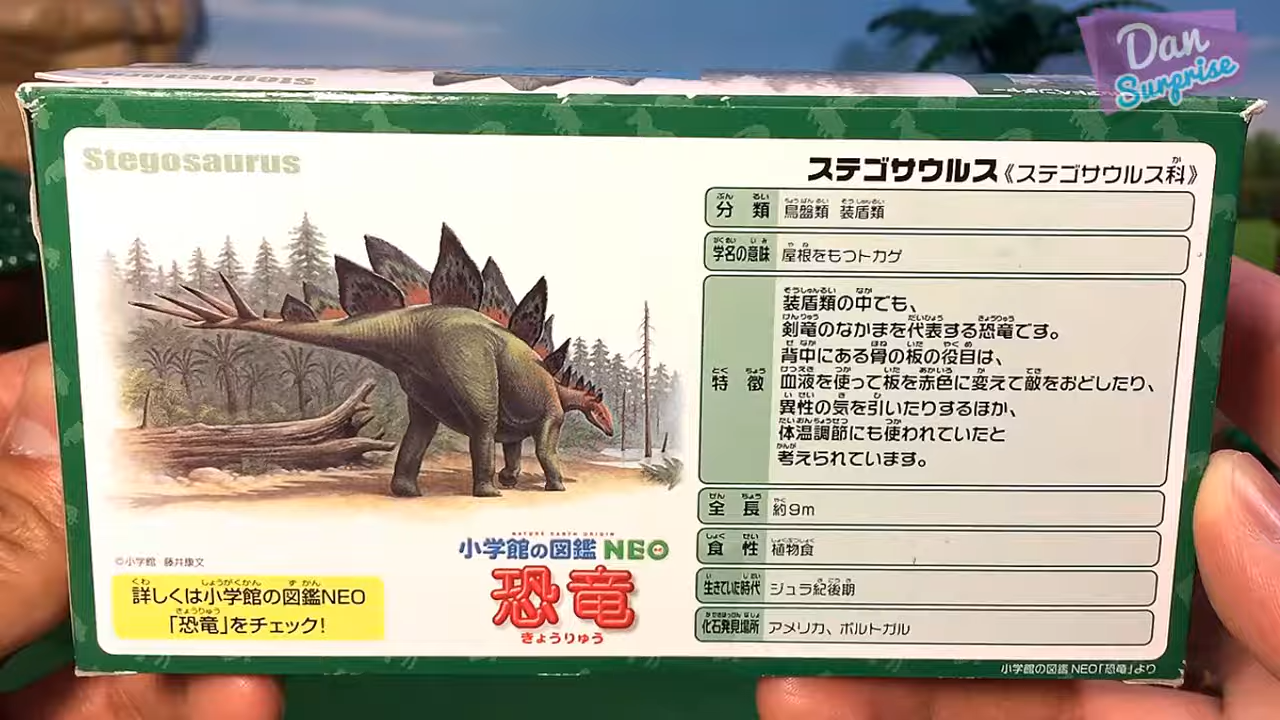 Dan
Surprise
Stegosaurus
Stegosaurus
ステゴサウルス《ステゴサウルス科》
分類 鳥盤類 装盾類
学名の意味 屋根をもつトカゲ
特徴
装盾類の中でも、
剣竜のなかまを代表する恐竜です。
背中にある骨の板の役目は、
血液を使って板を赤色に変えて敵をおどしたり、
異性の気を引いたりするほか、
体温調節にも使われていたと
考えられています。
全長 約9m
食性 植物食
生きていた時代 ジュラ紀後期
化石発見場所 アメリカ、ポルトガル
©小学館 藤井康文
詳しくは小学館の図鑑NEO
「恐竜」をチェック!
NATURE EARTH ORIGIN
小学館の図鑑 NEO
恐竜
きょうりゅう
小学館の図鑑 NEO「恐竜」より